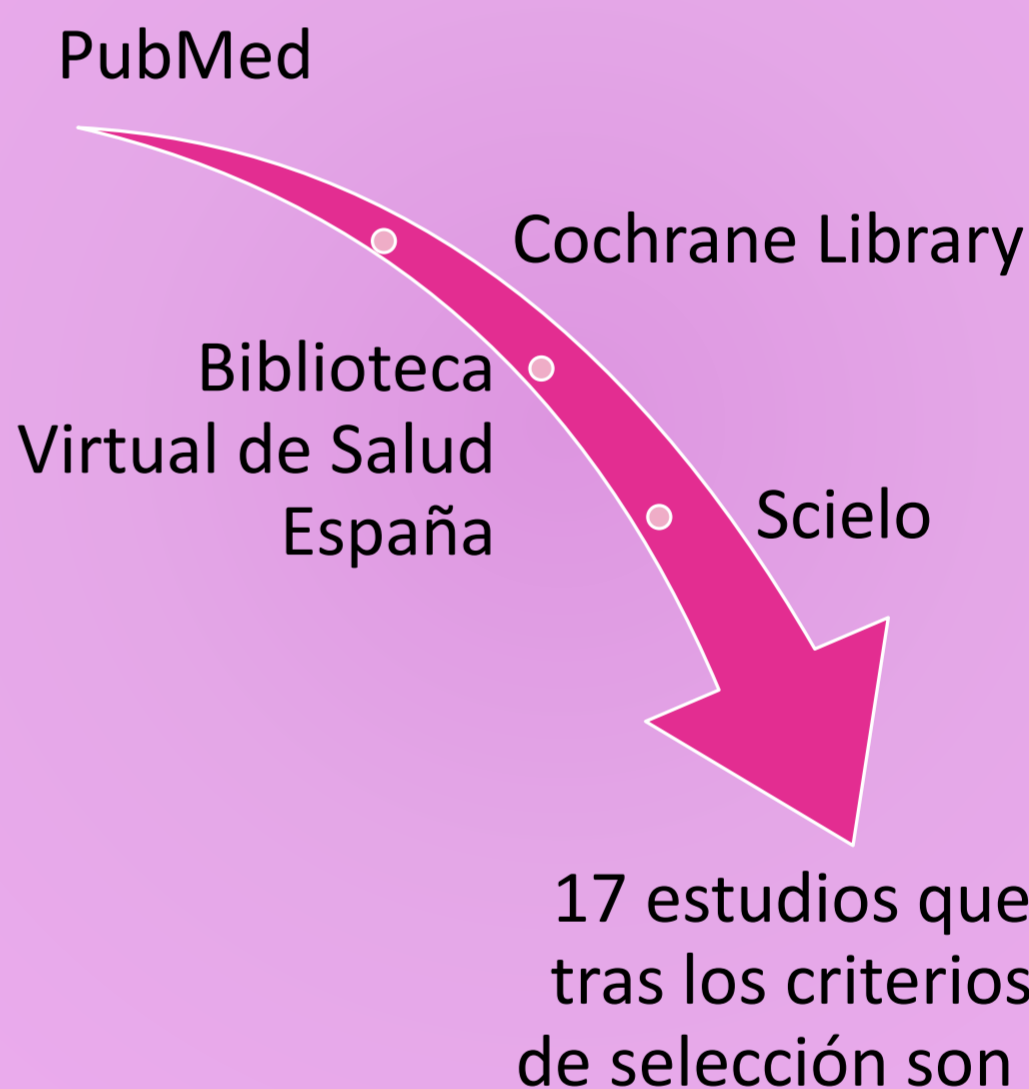 PubMed
Cochrane Library
Biblioteca
Virtual de Salud
España
Scielo
17 estudios que
tras los criterios
de selección son